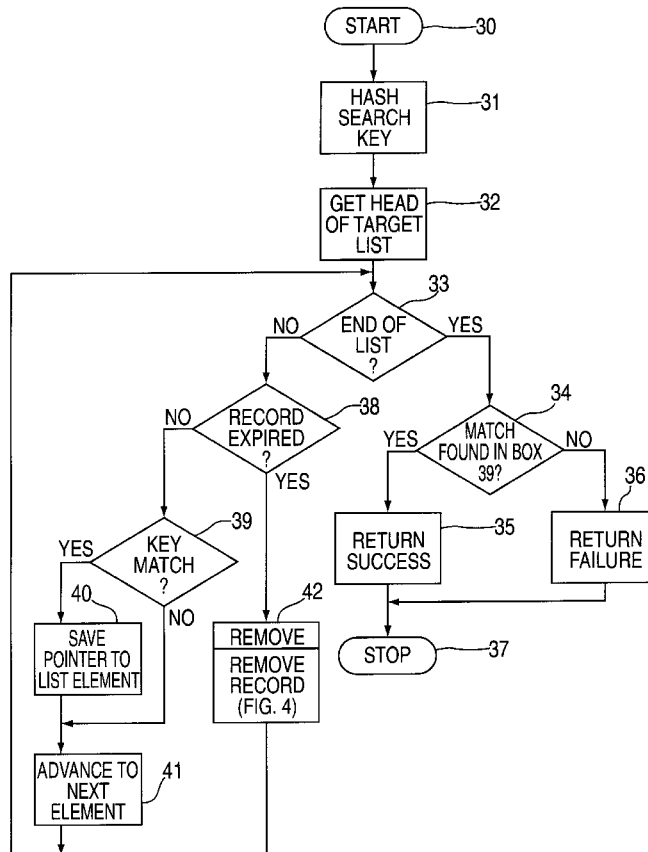 START
30
HASH
SEARCH
KEY
31
GET HEAD
OF TARGET
LIST
32
33
NO
END OF
LIST
?
YES
NO
RECORD
EXPIRED
?
38
YES
34
YES
MATCH
FOUND IN BOX
39?
NO
36
YES
KEY
MATCH
?
39
NO
RETURN
SUCCESS
35
RETURN
FAILURE
40
SAVE
POINTER TO
LIST ELEMENT
42
REMOVE
REMOVE
RECORD
(FIG. 4)
STOP
37
ADVANCE TO
NEXT
ELEMENT
41